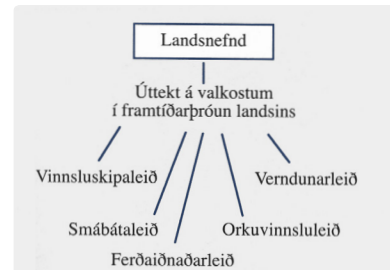 Landsnefnd
Úttekt á valkostum
í framtíðarþróun landsins
Vinnsluskipaleið
Verndunarleið
Smábátaleið
Orkuvinnsluleið
Ferðaiðnaðarleið